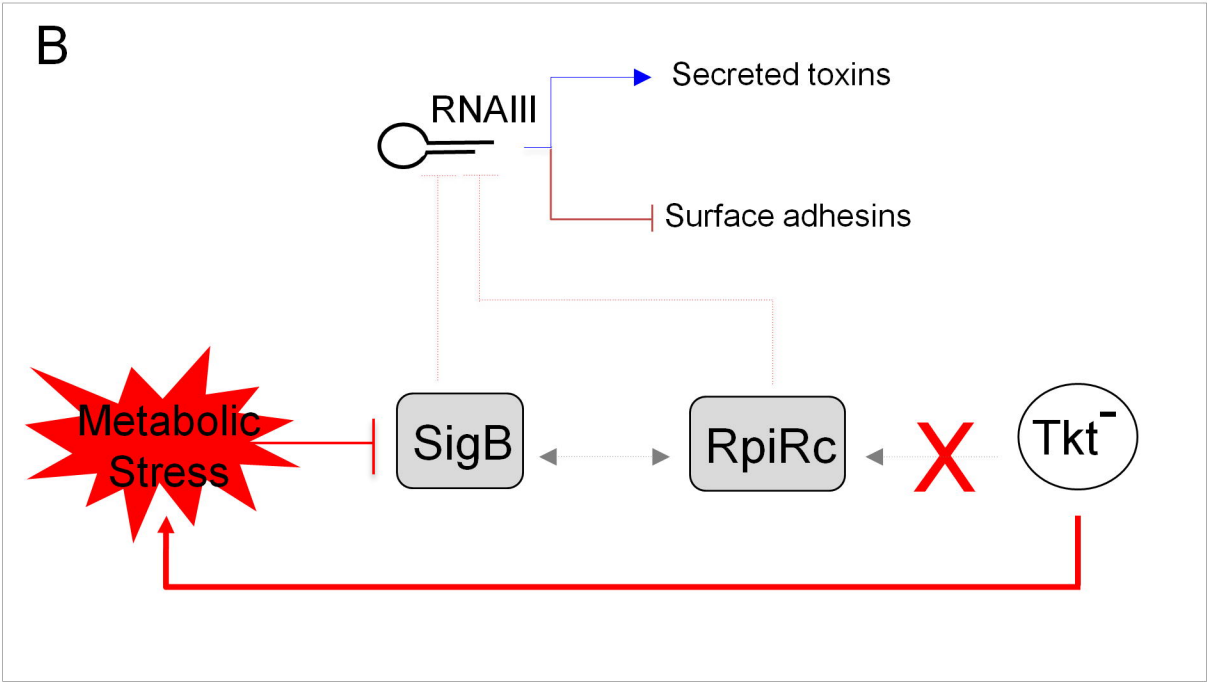 B
RNAIII
Secreted toxins
Surface adhesins
Metabolic
Stress
SigB
RpiRc
X
Tkt-